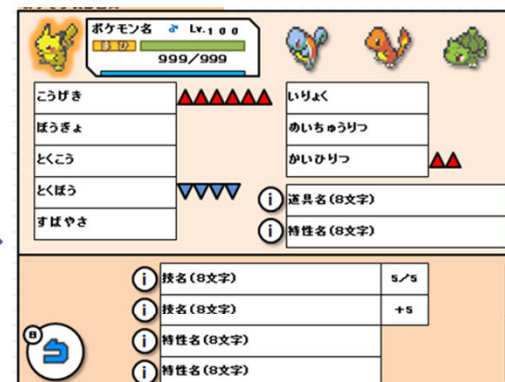 ポケモン名 ♂ Lv.100
まひ
999/999
こうげき
ぼうぎょ
とくこう
とくぼう
すばやさ
いりょく
めいちゅうりつ
かいひりつ
i 道具名(8文字)
i 特性名(8文字)
i 技名(8文字) 5/5
i 技名(8文字) +5
i 特性名(8文字)
i 特性名(8文字)
B